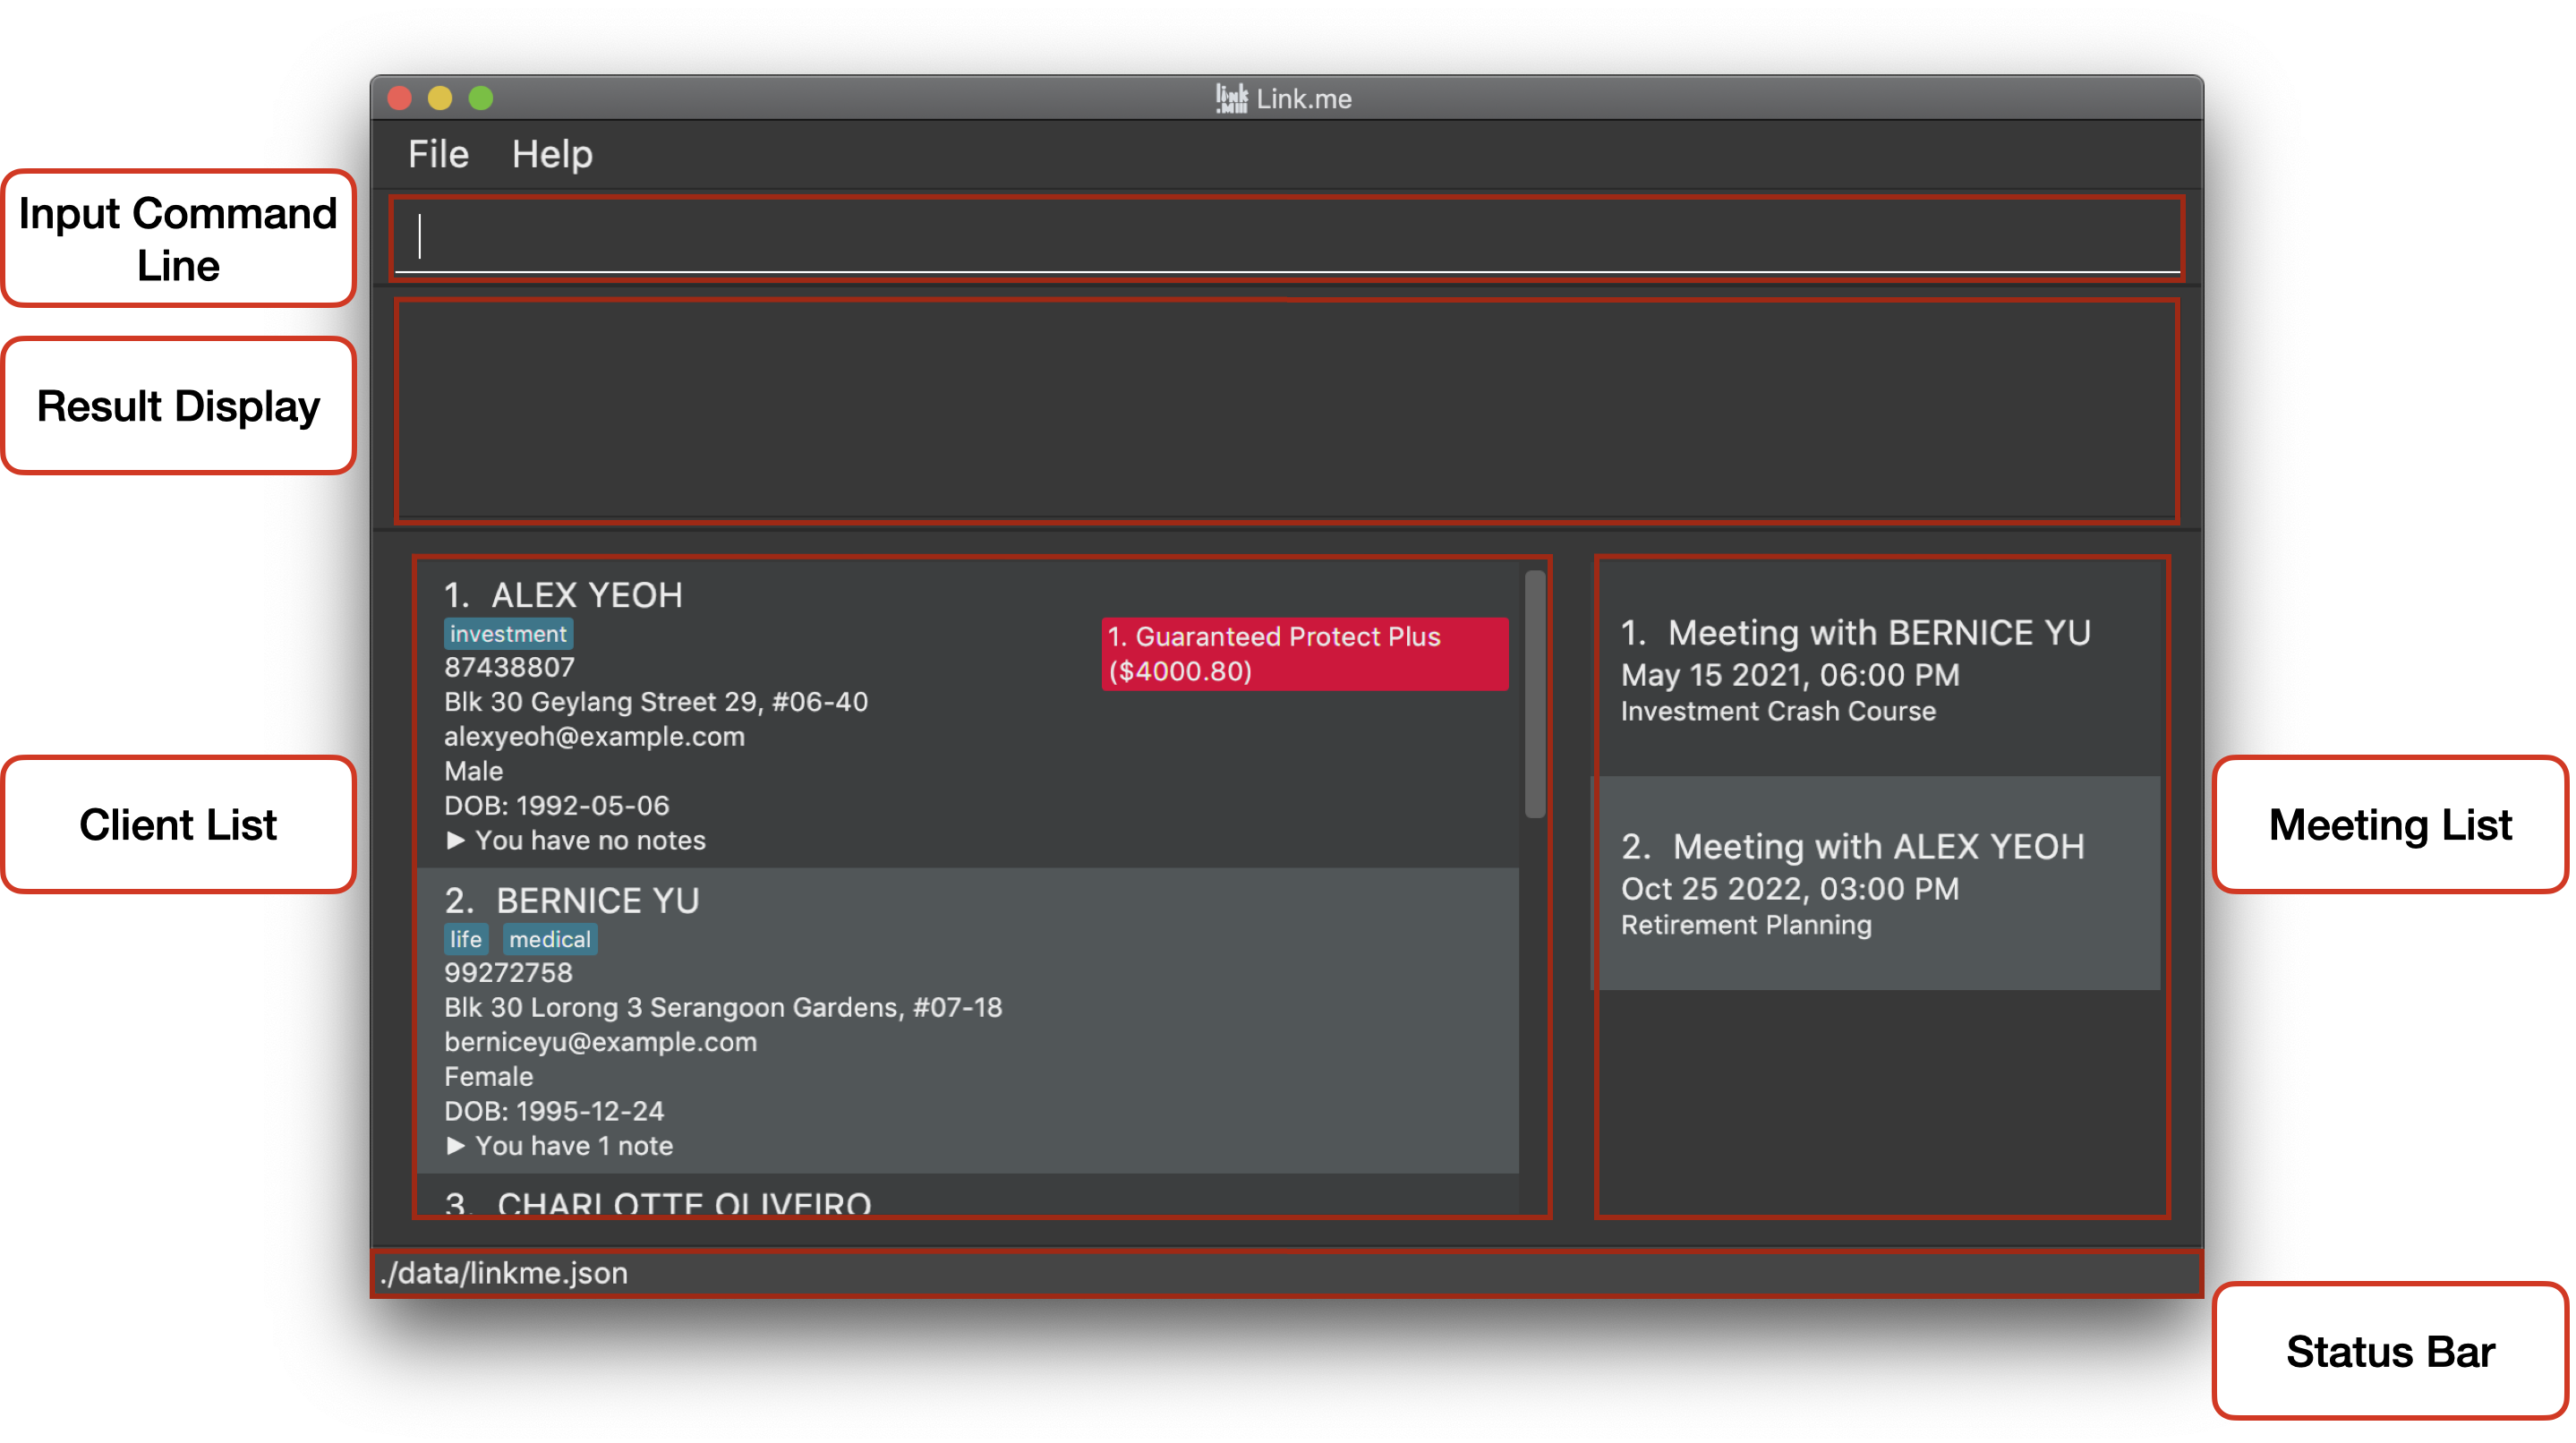 Link.me
File Help
Input Command
Line
Result Display
Client List
1. ALEX YEOH
investment
87438807
Blk 30 Geylang Street 29, #06-40
alexyeoh@example.com
Male
DOB: 1992-05-06
▶ You have no notes
1. Guaranteed Protect Plus
($4000.80)
2. BERNICE YU
life medical
99272758
Blk 30 Lorong 3 Serangoon Gardens, #07-18
berniceyu@example.com
Female
DOB: 1995-12-24
▶ You have 1 note
3. CHARLOTTE OLIVEIRO
1. Meeting with BERNICE YU
May 15 2021, 06:00 PM
Investment Crash Course
2. Meeting with ALEX YEOH
Oct 25 2022, 03:00 PM
Retirement Planning
Meeting List
./data/linkme.json
Status Bar